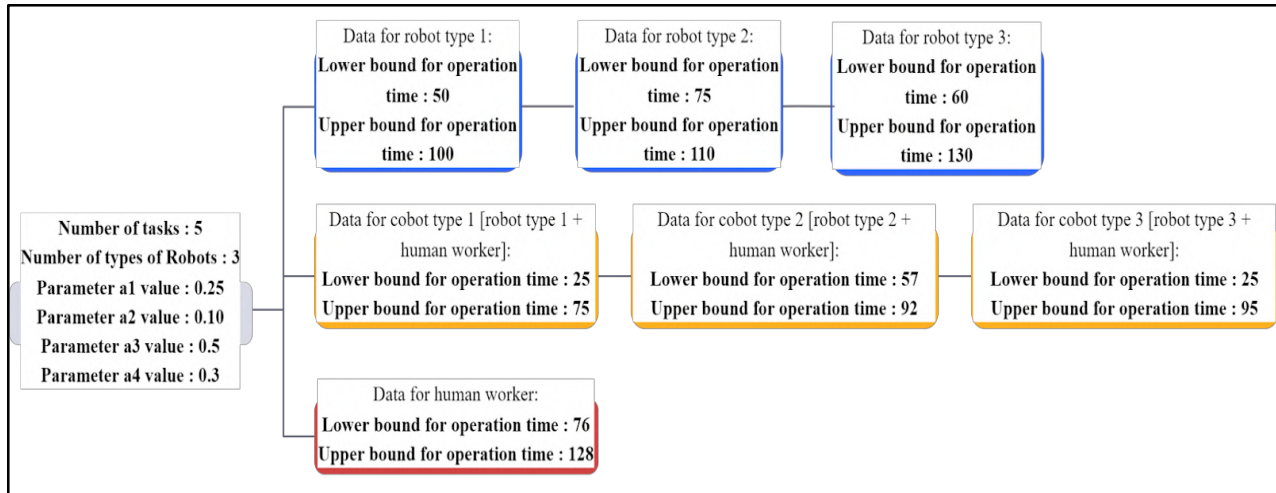 Number of tasks : 5
Number of types of Robots : 3
Parameter a1 value : 0.25
Parameter a2 value : 0.10
Parameter a3 value : 0.5
Parameter a4 value : 0.3
Data for robot type 1:
Lower bound for operation
time : 50
Upper bound for operation
time : 100
Data for robot type 2:
Lower bound for operation
time : 75
Upper bound for operation
time : 110
Data for robot type 3:
Lower bound for operation
time : 60
Upper bound for operation
time : 130
Data for cobot type 1 [robot type 1 +
human worker]:
Lower bound for operation time : 25
Upper bound for operation time : 75
Data for cobot type 2 [robot type 2 +
human worker]:
Lower bound for operation time : 57
Upper bound for operation time : 92
Data for cobot type 3 [robot type 3 +
human worker]:
Lower bound for operation time : 25
Upper bound for operation time : 95
Data for human worker:
Lower bound for operation time : 76
Upper bound for operation time : 128